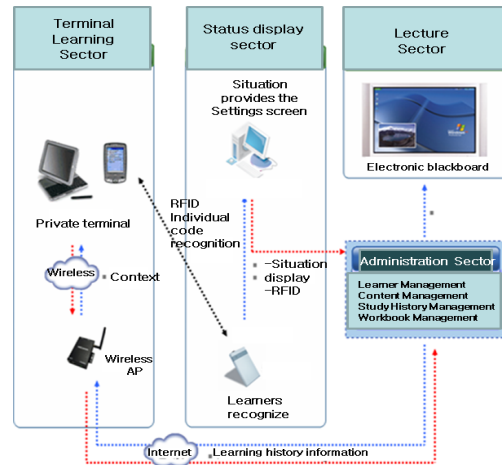 Terminal
Learning
Sector
Status display
sector
Lecture
Sector
Situation
provides the
Settings screen
Electronic blackboard
Private terminal
RFID
Individual
code
recognition
Wireless
Context
-Situation
display
-RFID
Administration Sector
Learner Management
Content Management
Study History Management
Workbook Management
Wireless
AP
Learners
recognize
Internet
Learning history information